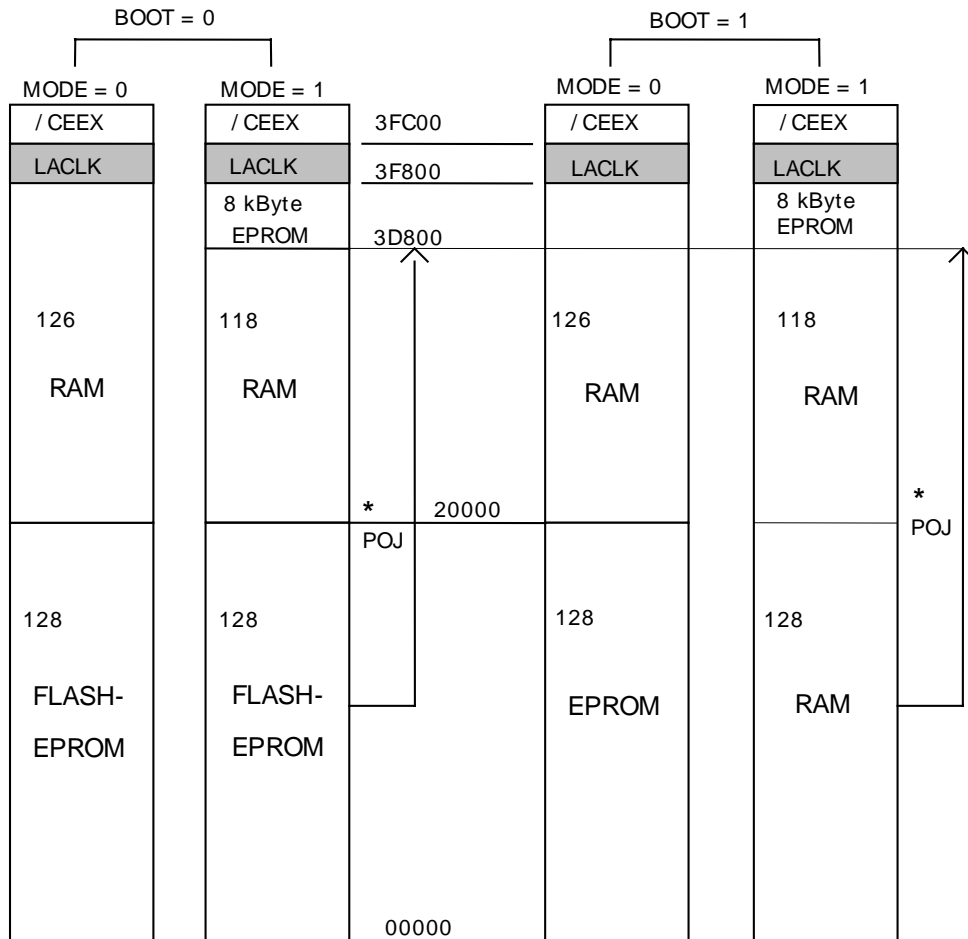 BOOT = 0
BOOT = 1
MODE = 0
MODE = 1
MODE = 0
MODE = 1
/ CEEX
/ CEEX
3FC00
/ CEEX
/ CEEX
LACLK
LACLK
3F800
LACLK
LACLK
8 kByte
EPROM
3D800
8 kByte
EPROM
126
118
126
118
RAM
RAM
RAM
RAM
*
POJ
20000
*
POJ
128
128
128
128
FLASH-
EPROM
FLASH-
EPROM
EPROM
RAM
00000